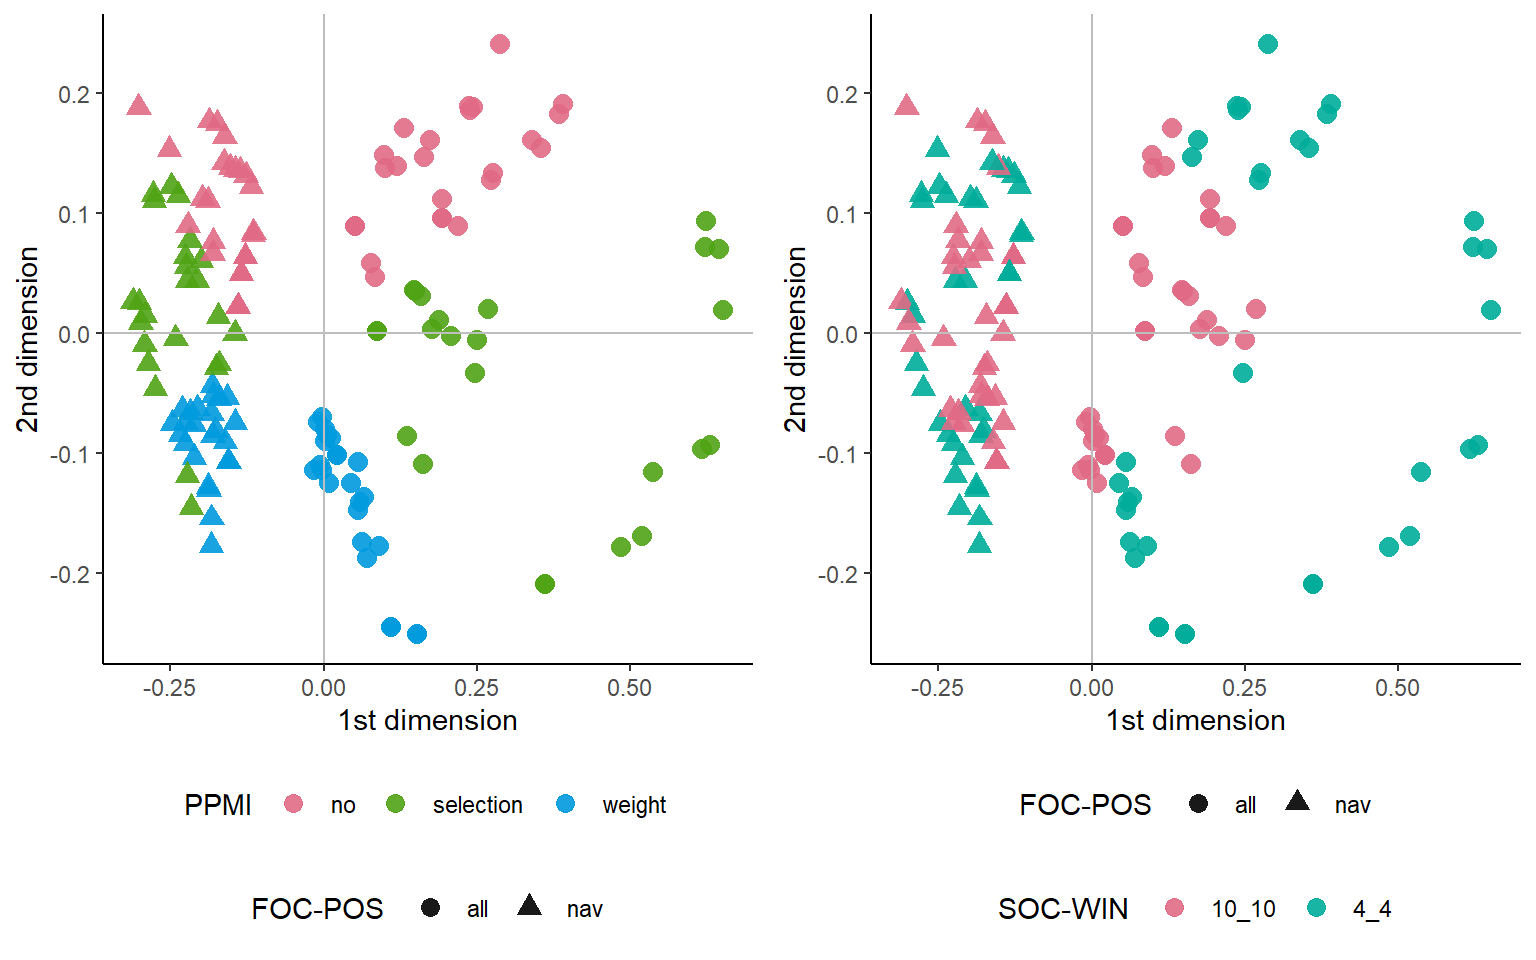 0.2
0.1
0.0
-0.1
-0.2
2nd dimension
-0.25 0.00 0.25 0.50
1st dimension
PPMI no selection weight
FOC-POS all nav
0.2
0.1
0.0
-0.1
-0.2
2nd dimension
-0.25 0.00 0.25 0.50
1st dimension
FOC-POS all nav
SOC-WIN 10_10 4_4